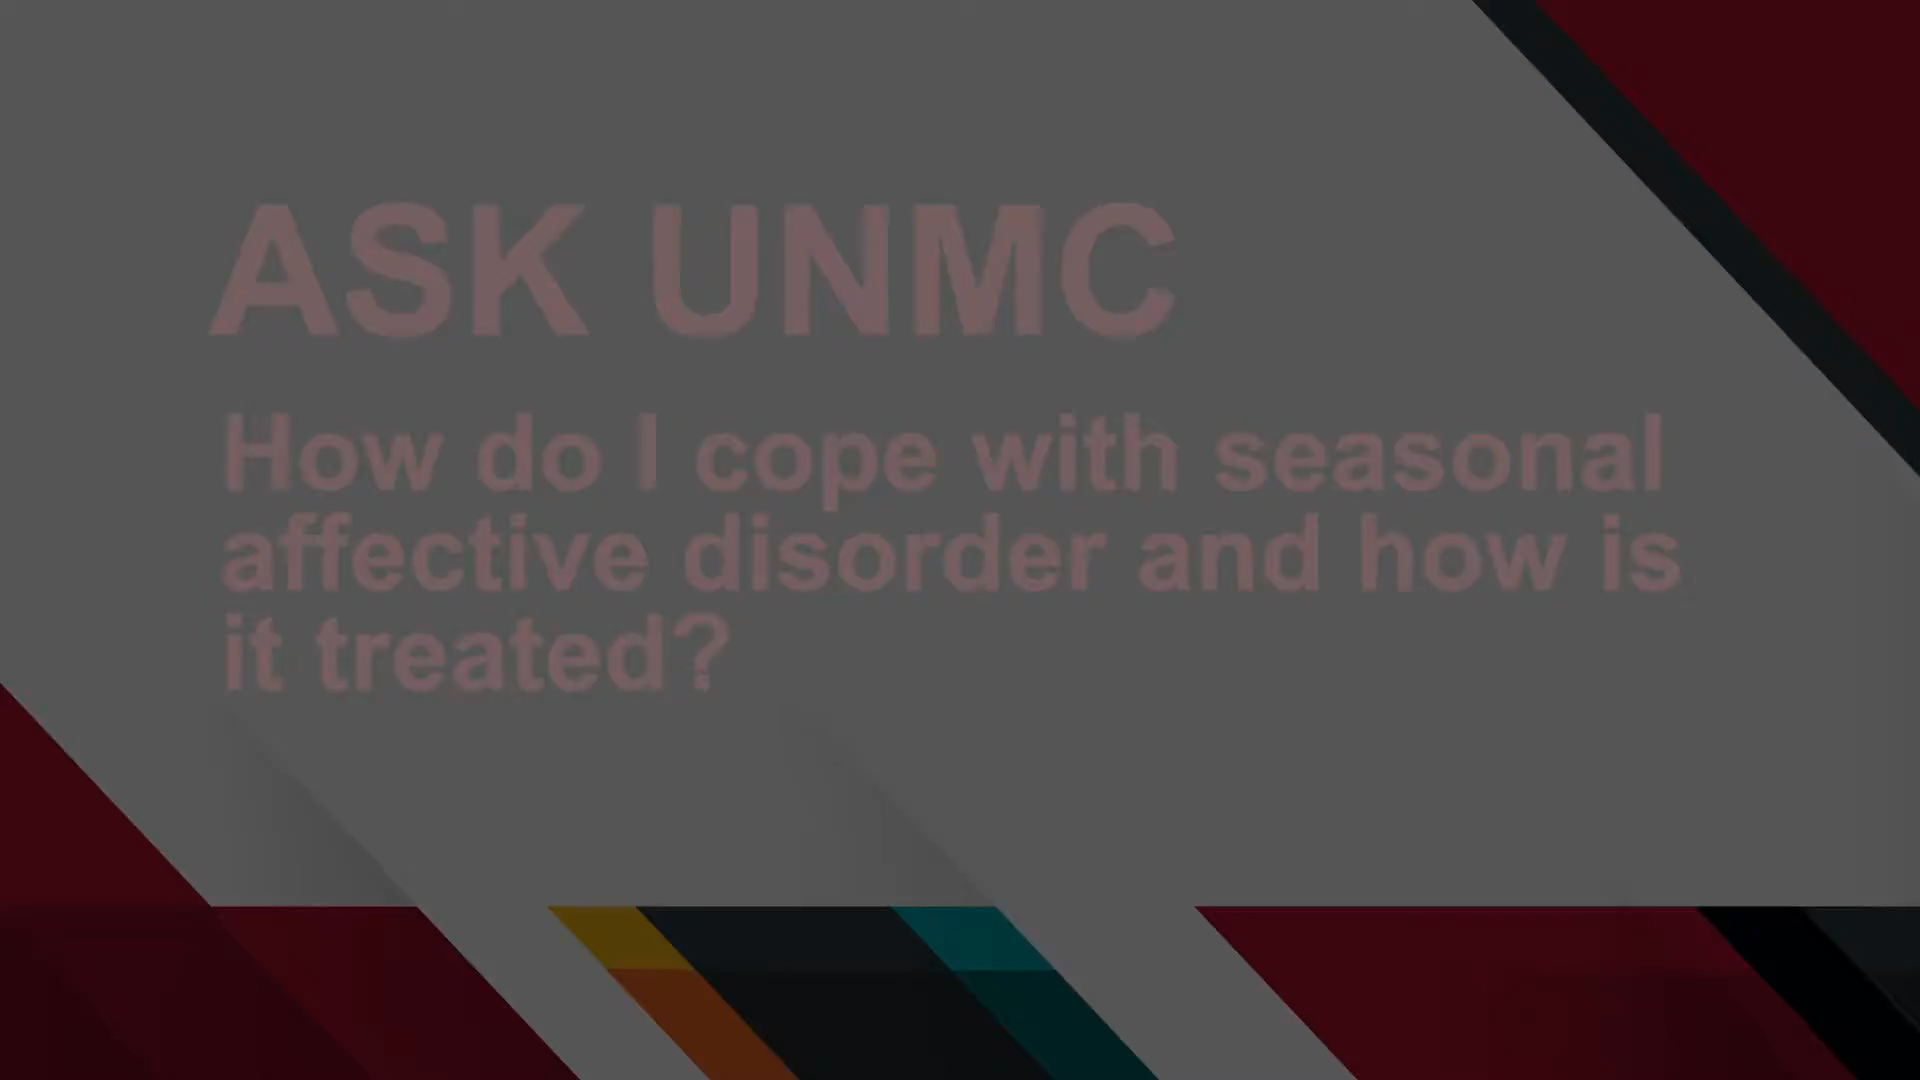 ASK UNMC
How do I cope with seasonal
affective disorder and how is
it treated?